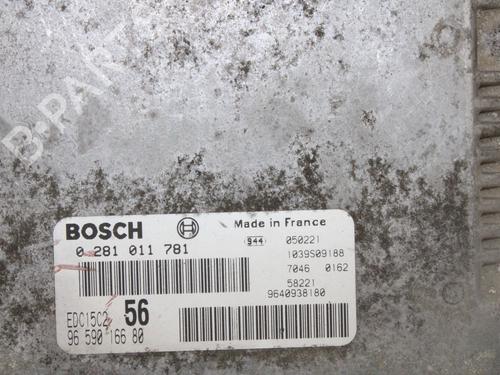 B-PARTS
BOSCH
Made in France
0 281 011 781
944 050221
1039S09188
7046 0162
58221
9640938180
EDC15C2 56
96 590 166 80